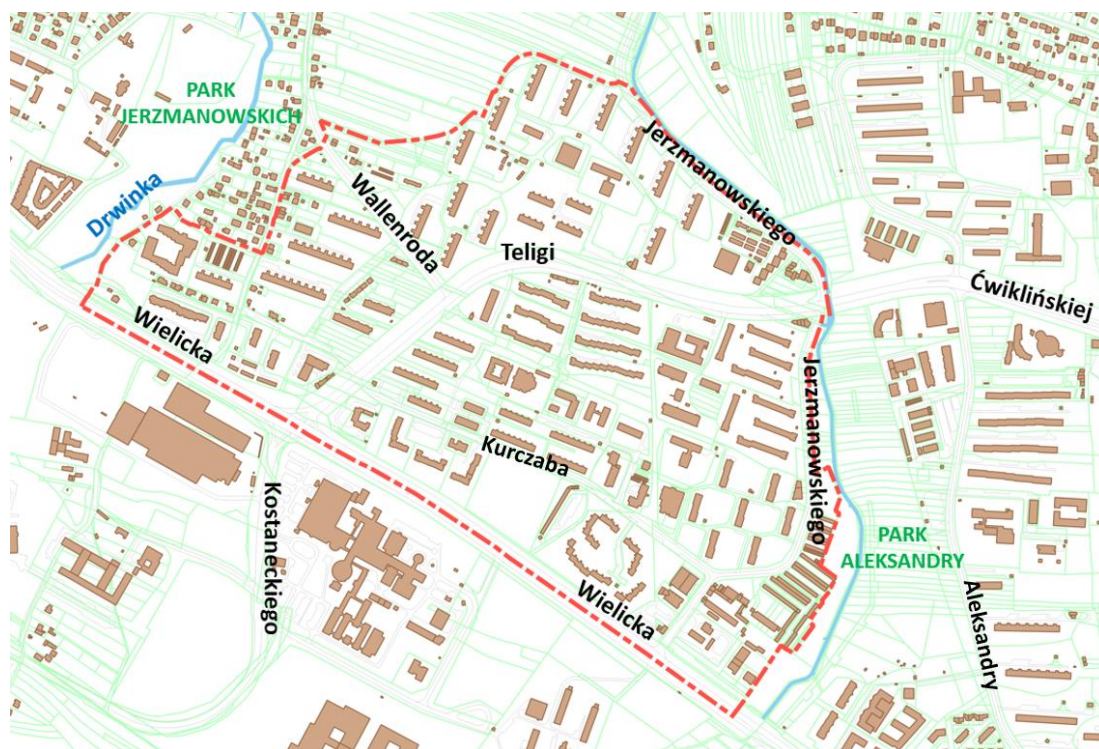 PARK
JERZMANOWSKICH
Drwinka
Wallenroda
Jerzmanowskiego
Teligi
Ćwiklińskiej
Wielicka
Jerzmanowskiego
Kurczaba
Kostaneckiego
PARK
ALEKSANDRY
Wielicka
Aleksandry